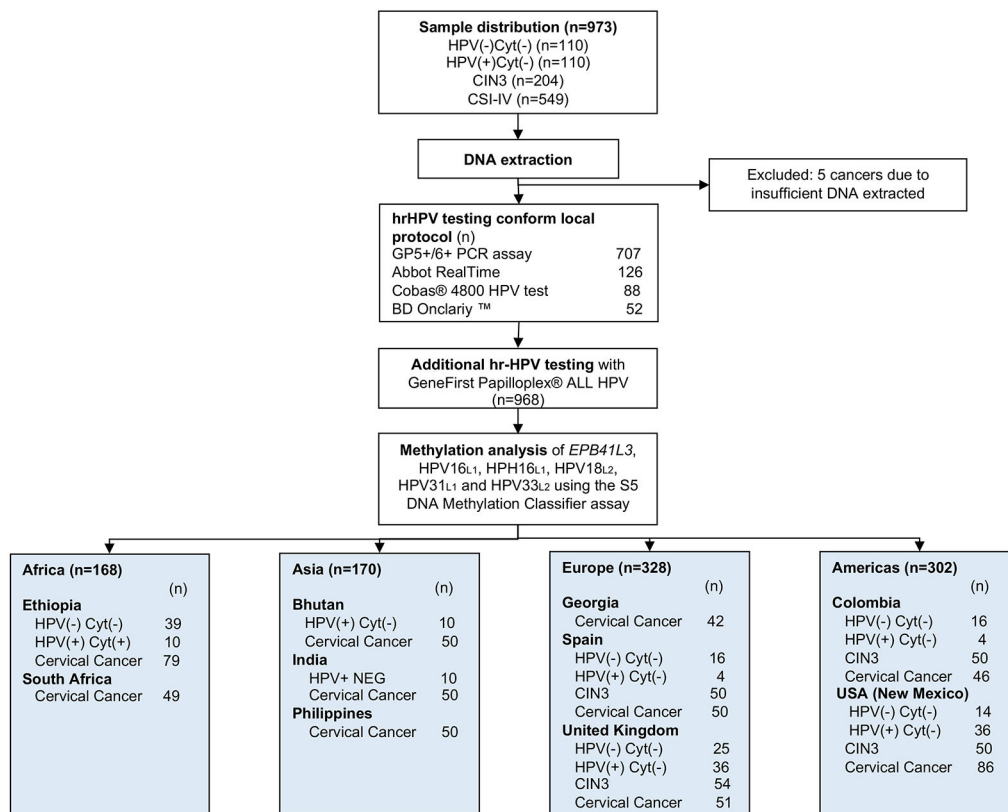 Sample distribution (n=973)
HPV(-)Cyt(-) (n=110)
HPV(+)Cyt(-) (n=110)
CIN3 (n=204)
CSI-IV (n=549)
DNA extraction
Excluded: 5 cancers due to
insufficient DNA extracted
hrHPV testing conform local
protocol (n)
GP5+/6+ PCR assay 707
Abbot RealTime 126
Cobas® 4800 HPV test 88
BD Onclariy ™ 52
Additional hr-HPV testing with
GeneFirst Papilloplex® ALL HPV
(n=968)
Methylation analysis of EPB41L3,
HPV16L1, HPH16L1, HPV18L2,
HPV31L1 and HPV33L2 using the S5
DNA Methylation Classifier assay
Africa (n=168)
(n)
Ethiopia
HPV(-) Cyt(-) 39
HPV(+) Cyt(+) 10
Cervical Cancer 79
South Africa
Cervical Cancer 49
Asia (n=170)
(n)
Bhutan
HPV(+) Cyt(-) 10
Cervical Cancer 50
India
HPV+ NEG 10
Cervical Cancer 50
Philippines
Cervical Cancer 50
Europe (n=328)
(n)
Georgia
Cervical Cancer 42
Spain
HPV(-) Cyt(-) 16
HPV(+) Cyt(-) 4
CIN3 50
Cervical Cancer 50
United Kingdom
HPV(-) Cyt(-) 25
HPV(+) Cyt(-) 36
CIN3 54
Cervical Cancer 51
Americas (n=302)
(n)
Colombia
HPV(-) Cyt(-) 16
HPV(+) Cyt(-) 4
CIN3 50
Cervical Cancer 46
USA (New Mexico)
HPV(-) Cyt(-) 14
HPV(+) Cyt(-) 36
CIN3 50
Cervical Cancer 86